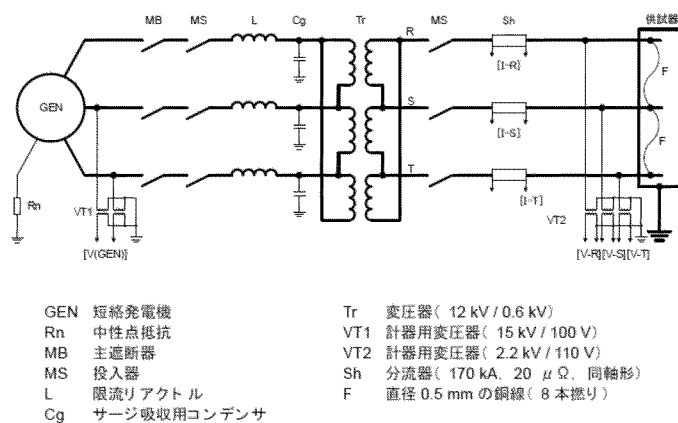 MB MS L Cg Tr MS Sh 供試器
R
[I-R]
F
GEN
S
[I-S]
F
T
Rn
VT1
[I-T]
VT2
[V(GEN)]
[V-R][V-S][V-T]
GEN 短絡発電機
Rn 中性点抵抗
MB 主遮断器
MS 投入器
L 限流リアクトル
Cg サージ吸収用コンデンサ
Tr 変圧器( 12 kV / 0.6 kV)
VT1 計器用変圧器( 15 kV / 100 V)
VT2 計器用変圧器( 2.2 kV / 110 V)
Sh 分流器( 170 kA, 20 μΩ, 同軸形)
F 直径 0.5 mm の銅線( 8 本撚り)